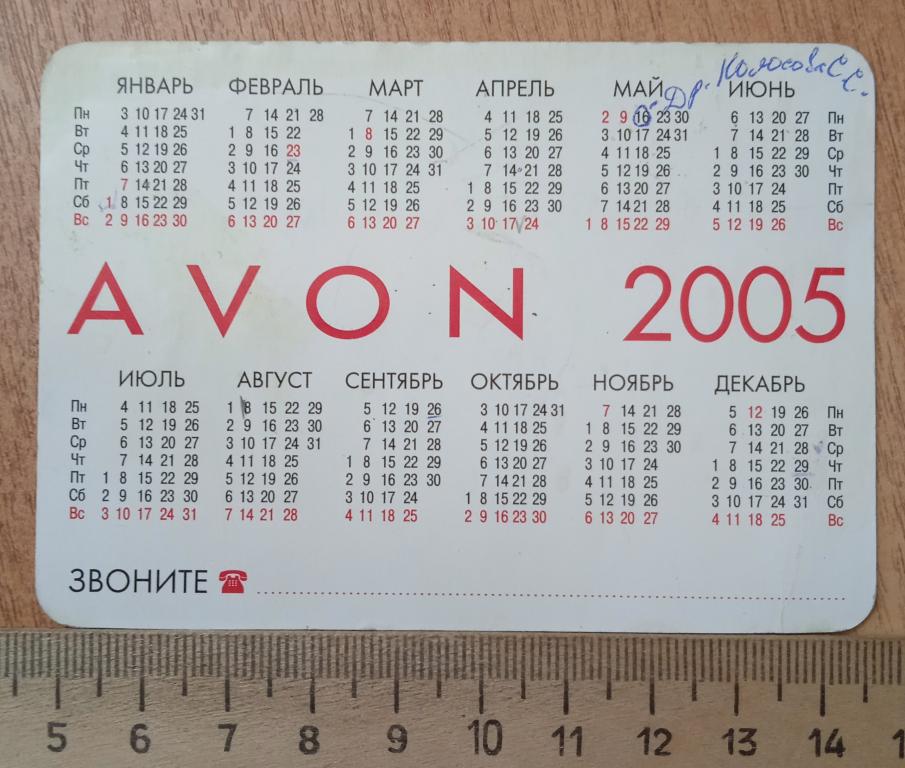 Др. Колосова С.С.
ЯНВАРЬ ФЕВРАЛЬ МАРТ АПРЕЛЬ МАЙ ИЮНЬ
Пн 3 10 17 24 31 7 14 21 28 7 14 21 28 4 11 18 25 2 9 16 23 30 6 13 20 27 Пн
Вт 4 11 18 25 1 8 15 22 1 8 15 22 29 5 12 19 26 3 10 17 24 31 7 14 21 28 Вт
Ср 5 12 19 26 2 9 16 23 2 9 16 23 30 6 13 20 27 4 11 18 25 1 8 15 22 29 Ср
Чт 6 13 20 27 3 10 17 24 3 10 17 24 31 7 14 21 28 5 12 19 26 2 9 16 23 30 Чт
Пт 7 14 21 28 4 11 18 25 4 11 18 25 1 8 15 22 29 6 13 20 27 3 10 17 24 Пт
Сб 1 8 15 22 29 5 12 19 26 5 12 19 26 2 9 16 23 30 7 14 21 28 4 11 18 25 Сб
Вс 2 9 16 23 30 6 13 20 27 6 13 20 27 3 10 17 24 1 8 15 22 29 5 12 19 26 Вс
AVON 2005
ИЮЛЬ АВГУСТ СЕНТЯБРЬ ОКТЯБРЬ НОЯБРЬ ДЕКАБРЬ
Пн 4 11 18 25 1 8 15 22 29 5 12 19 26 3 10 17 24 31 7 14 21 28 5 12 19 26 Пн
Вт 5 12 19 26 2 9 16 23 30 6 13 20 27 4 11 18 25 1 8 15 22 29 6 13 20 27 Вт
Ср 6 13 20 27 3 10 17 24 31 7 14 21 28 5 12 19 26 2 9 16 23 30 7 14 21 28 Ср
Чт 7 14 21 28 4 11 18 25 1 8 15 22 29 6 13 20 27 3 10 17 24 1 8 15 22 29 Чт
Пт 1 8 15 22 29 5 12 19 26 2 9 16 23 30 7 14 21 28 4 11 18 25 2 9 16 23 30 Пт
Сб 2 9 16 23 30 6 13 20 27 3 10 17 24 1 8 15 22 29 5 12 19 26 3 10 17 24 31 Сб
Вс 3 10 17 24 31 7 14 21 28 4 11 18 25 2 9 16 23 30 6 13 20 27 4 11 18 25 Вс
ЗВОНИТЕ
5 6 7 8 9 10 11 12 13 14